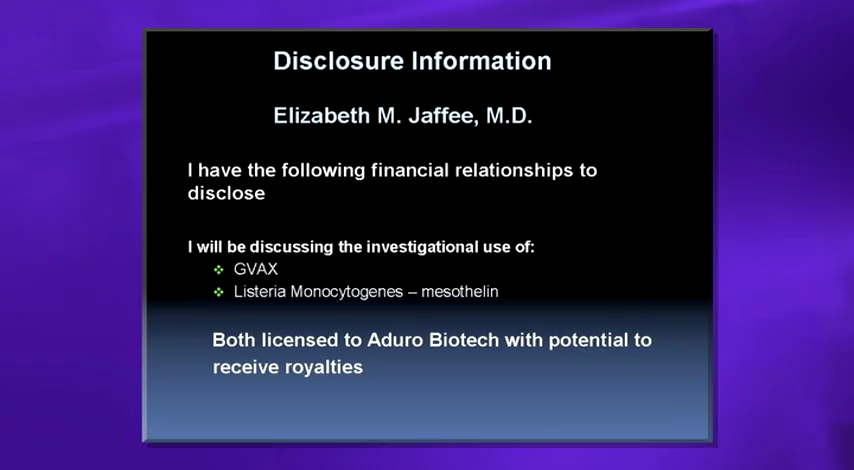 Disclosure Information
Elizabeth M. Jaffee, M.D.
I have the following financial relationships to
disclose
I will be discussing the investigational use of:
GVAX
Listeria Monocytogenes – mesothelin
Both licensed to Aduro Biotech with potential to
receive royalties